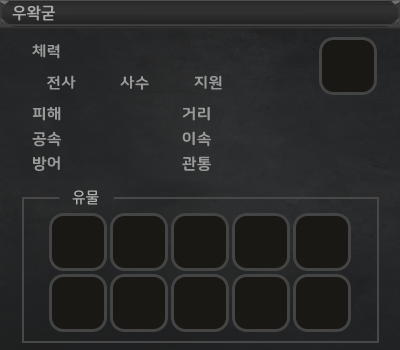 우왁굳
체력
전사 사수 지원
피해 거리
공속 이속
방어 관통
유물